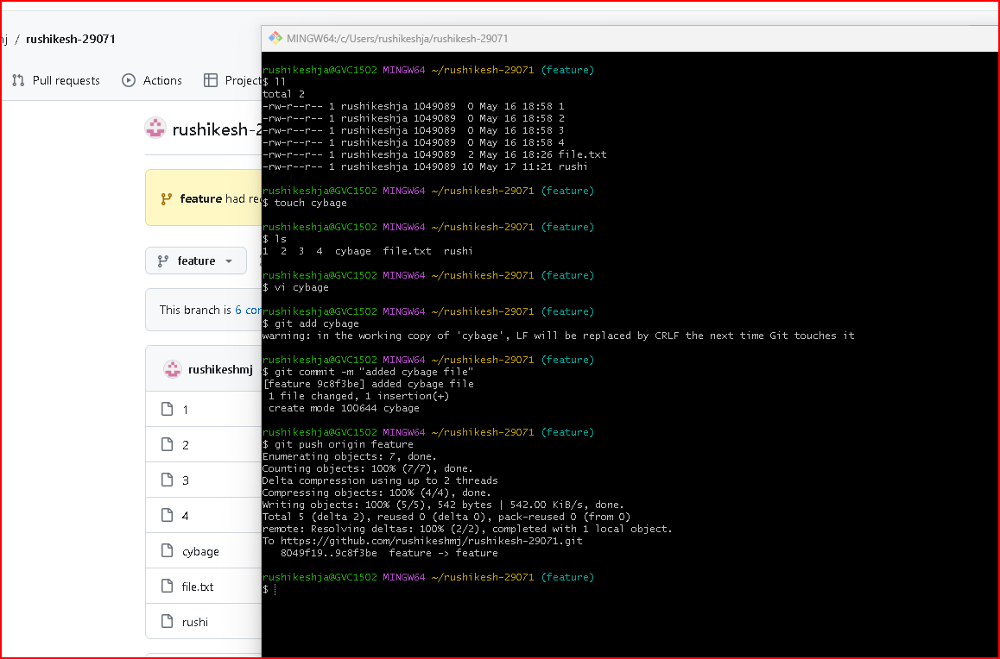 nj / rushikesh-29071
Pull requests Actions Project
rushikesh-2
feature had rec
feature
This branch is 6 con
rushikeshmj
1
2
3
4
cybage
file.txt
rushi
MINGW64:/c/Users/rushikeshja/rushikesh-29071
rushikeshja@GVC1502 MINGW64 ~/rushikesh-29071 (feature)
$ ll
total 2
-rw-r--r-- 1 rushikeshja 1049089  0 May 16 18:58 1
-rw-r--r-- 1 rushikeshja 1049089  0 May 16 18:58 2
-rw-r--r-- 1 rushikeshja 1049089  0 May 16 18:58 3
-rw-r--r-- 1 rushikeshja 1049089  0 May 16 18:58 4
-rw-r--r-- 1 rushikeshja 1049089  2 May 16 18:26 file.txt
-rw-r--r-- 1 rushikeshja 1049089 10 May 17 11:21 rushi
rushikeshja@GVC1502 MINGW64 ~/rushikesh-29071 (feature)
$ touch cybage
rushikeshja@GVC1502 MINGW64 ~/rushikesh-29071 (feature)
$ ls
1  2  3  4  cybage  file.txt  rushi
rushikeshja@GVC1502 MINGW64 ~/rushikesh-29071 (feature)
$ vi cybage
rushikeshja@GVC1502 MINGW64 ~/rushikesh-29071 (feature)
$ git add cybage
warning: in the working copy of 'cybage', LF will be replaced by CRLF the next time Git touches it
rushikeshja@GVC1502 MINGW64 ~/rushikesh-29071 (feature)
$ git commit -m "added cybage file"
[feature 9c8f3be] added cybage file
 1 file changed, 1 insertion(+)
 create mode 100644 cybage
rushikeshja@GVC1502 MINGW64 ~/rushikesh-29071 (feature)
$ git push origin feature
Enumerating objects: 7, done.
Counting objects: 100% (7/7), done.
Delta compression using up to 2 threads
Compressing objects: 100% (4/4), done.
Writing objects: 100% (5/5), 542 bytes | 542.00 KiB/s, done.
Total 5 (delta 2), reused 0 (delta 0), pack-reused 0 (from 0)
remote: Resolving deltas: 100% (2/2), completed with 1 local object.
To https://github.com/rushikeshmj/rushikesh-29071.git
   8049f19..9c8f3be  feature -> feature
rushikeshja@GVC1502 MINGW64 ~/rushikesh-29071 (feature)
$